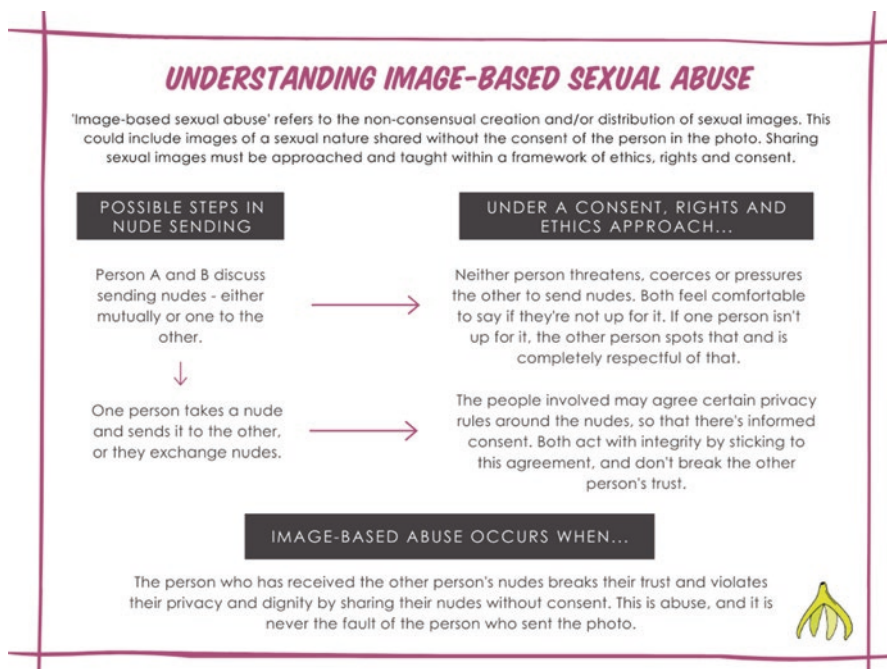 UNDERSTANDING IMAGE-BASED SEXUAL ABUSE
'Image-based sexual abuse' refers to the non-consensual creation and/or distribution of sexual images. This
could include images of a sexual nature shared without the consent of the person in the photo. Sharing
sexual images must be approached and taught within a framework of ethics, rights and consent.
POSSIBLE STEPS IN
NUDE SENDING
UNDER A CONSENT, RIGHTS AND
ETHICS APPROACH...
Person A and B discuss
sending nudes - either
mutually or one to the
other.
Neither person threatens, coerces or pressures
the other to send nudes. Both feel comfortable
to say if they're not up for it. If one person isn't
up for it, the other person spots that and is
completely respectful of that.
One person takes a nude
and sends it to the other,
or they exchange nudes.
The people involved may agree certain privacy
rules around the nudes, so that there's informed
consent. Both act with integrity by sticking to
this agreement, and don't break the other
person's trust.
IMAGE-BASED ABUSE OCCURS WHEN...
The person who has received the other person's nudes breaks their trust and violates
their privacy and dignity by sharing their nudes without consent. This is abuse, and it is
never the fault of the person who sent the photo.